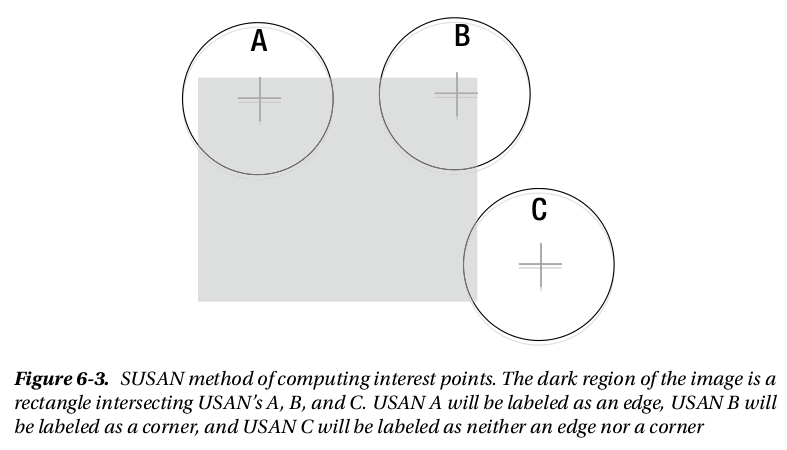 A
B
C
Figure 6-3. SUSAN method of computing interest points. The dark region of the image is a
rectangle intersecting USAN’s A, B, and C. USAN A will be labeled as an edge, USAN B will
be labeled as a corner, and USAN C will be labeled as neither an edge nor a corner